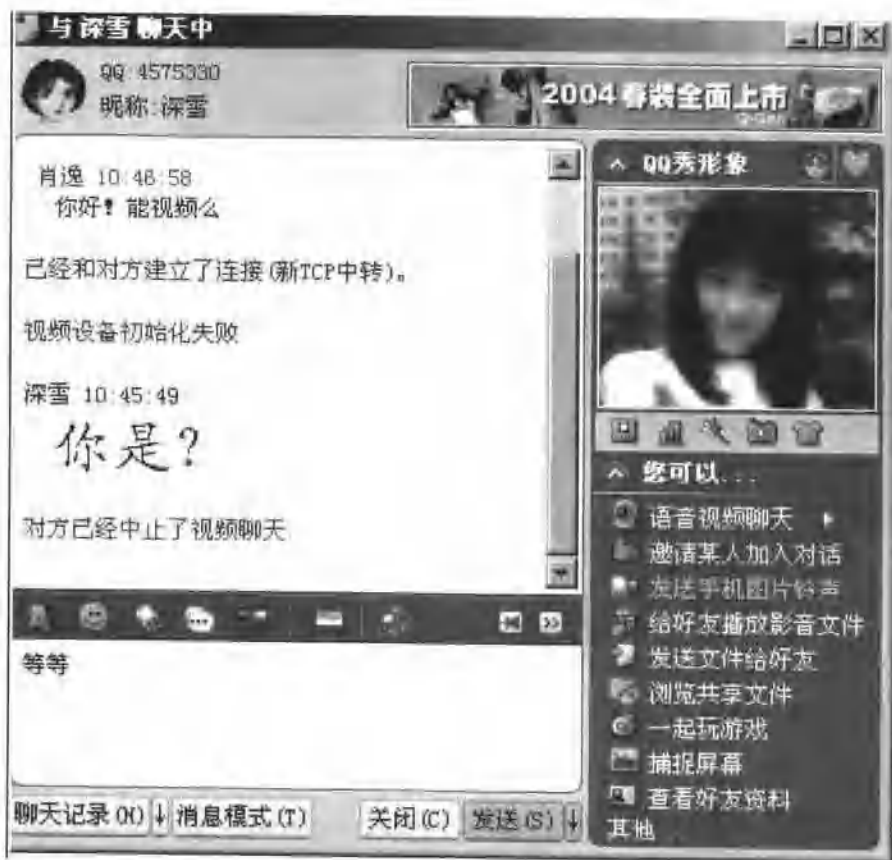 与 深雪 聊天中
QQ:4575330
昵称:深雪
2004春装全面上市
肖逸 10:46:58
你好！能视频么
已经和对方建立了连接(新TCP中转)。
视频设备初始化失败
深雪 10:45:49
你是?
对方已经中止了视频聊天
等等
聊天记录(H)
消息模式(T)
关闭(C)
发送(S)
QQ秀形象
您可以...
语音视频聊天
邀请某人加入对话
发送手机图片铃声
给好友播放影音文件
发送文件给好友
浏览共享文件
一起玩游戏
捕捉屏幕
查看好友资料
其他